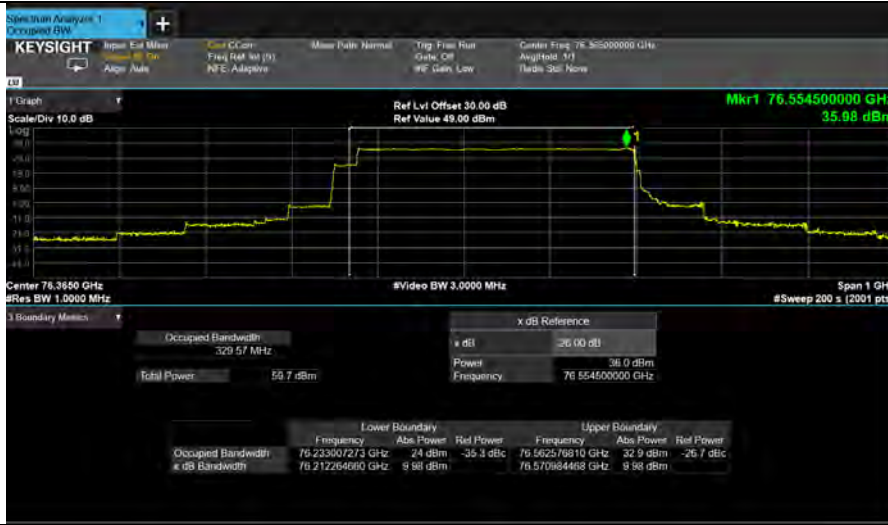 Spectrum Analyzer 1
Occupied BW
+
KEYSIGHT
Input: Ext Mixer
Align: Auto
CCorr
Freq Ref: Int (S)
NFE: Adaptive
Meas Path: Normal
Trig: Free Run
Gate: Off
#IF Gain: Low
Center Freq: 76.365000000 GHz
Avg|Hold: 1/1
Radio Std: None
1 Graph
Scale/Div 10.0 dB
Ref Lvl Offset 30.00 dB
Ref Value 49.00 dBm
Mkr1 76.554500000 GHz
35.98 dBm
Log
1
Center 76.3650 GHz
#Res BW 1.0000 MHz
#Video BW 3.0000 MHz
Span 1 GH
#Sweep 200 s (2001 pts
3 Boundary Metrics
Occupied Bandwidth
329.57 MHz
Total Power 59.7 dBm
x dB Reference
x dB -26.00 dB
Power 36.0 dBm
Frequency 76.554500000 GHz
Lower Boundary Upper Boundary
Frequency Abs Power Rel Power Frequency Abs Power Rel Power
Occupied Bandwidth 76.233007273 GHz 24 dBm -35.3 dBc 76.562576810 GHz 32.9 dBm -26.7 dBc
x dB Bandwidth 76.212264660 GHz 9.98 dBm 76.570984468 GHz 9.98 dBm